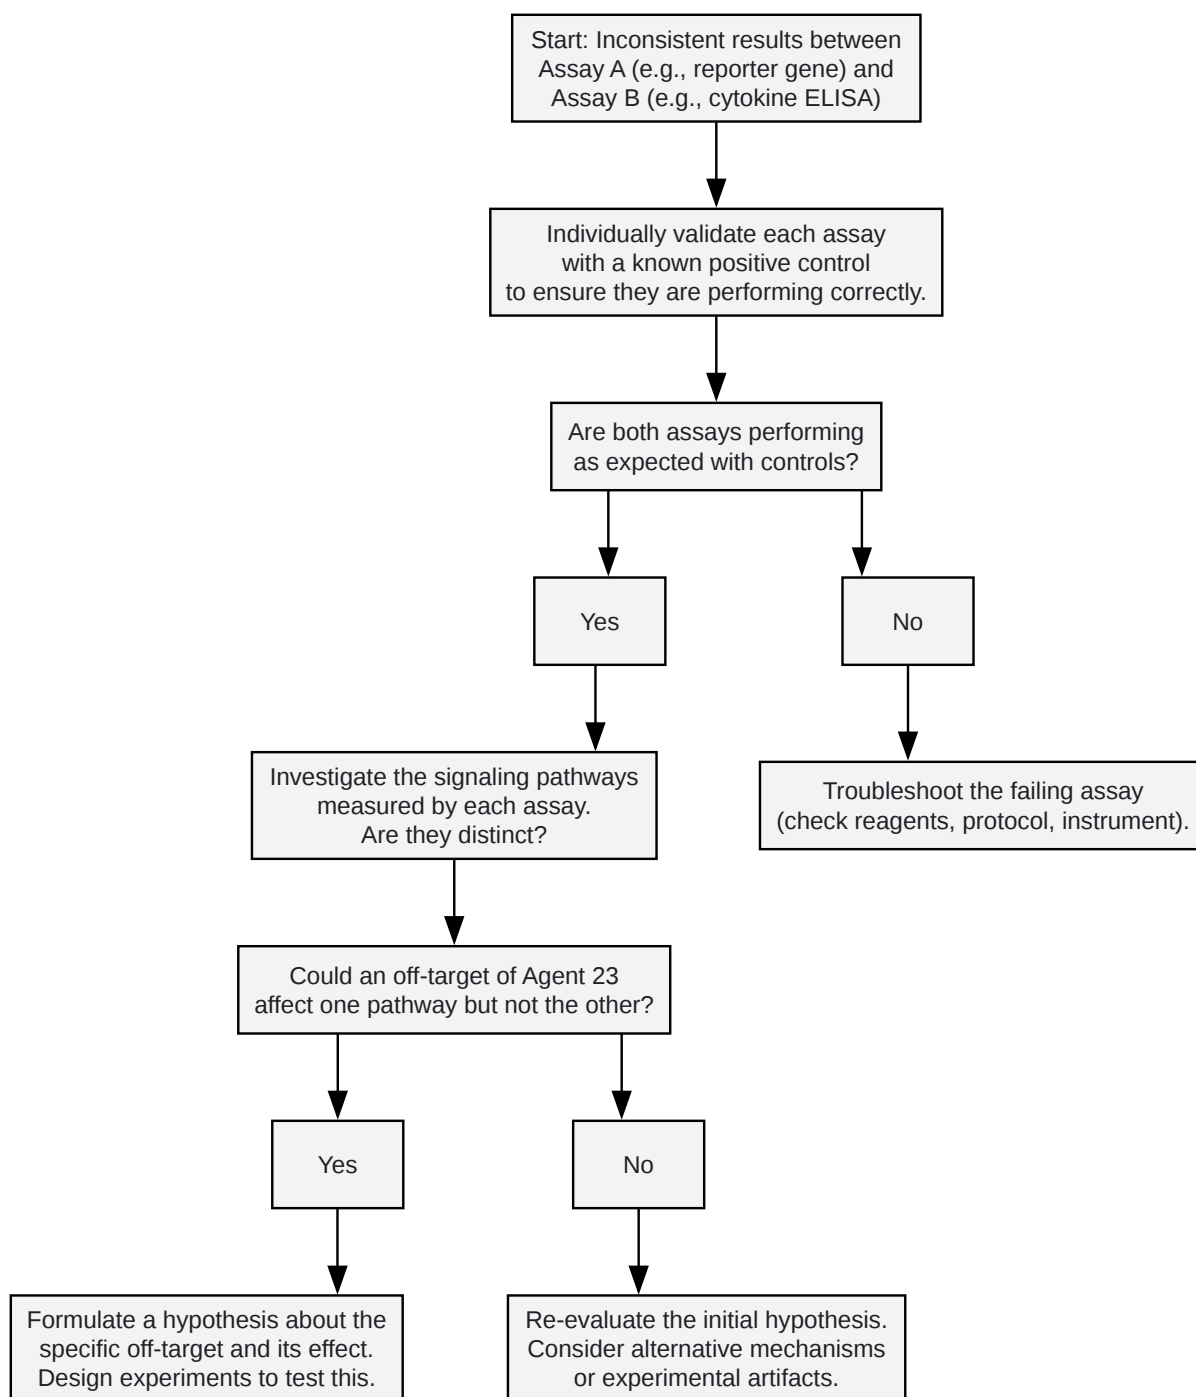 Start: Inconsistent results between
Assay A (e.g., reporter gene) and
Assay B (e.g., cytokine ELISA)
Individually validate each assay
with a known positive control
to ensure they are performing correctly.
Are both assays performing
as expected with controls?
Yes
No
Investigate the signaling pathways
measured by each assay.
Are they distinct?
Troubleshoot the failing assay
(check reagents, protocol, instrument).
Could an off-target of Agent 23
affect one pathway but not the other?
Yes
No
Formulate a hypothesis about the
specific off-target and its effect.
Design experiments to test this.
Re-evaluate the initial hypothesis.
Consider alternative mechanisms
or experimental artifacts.